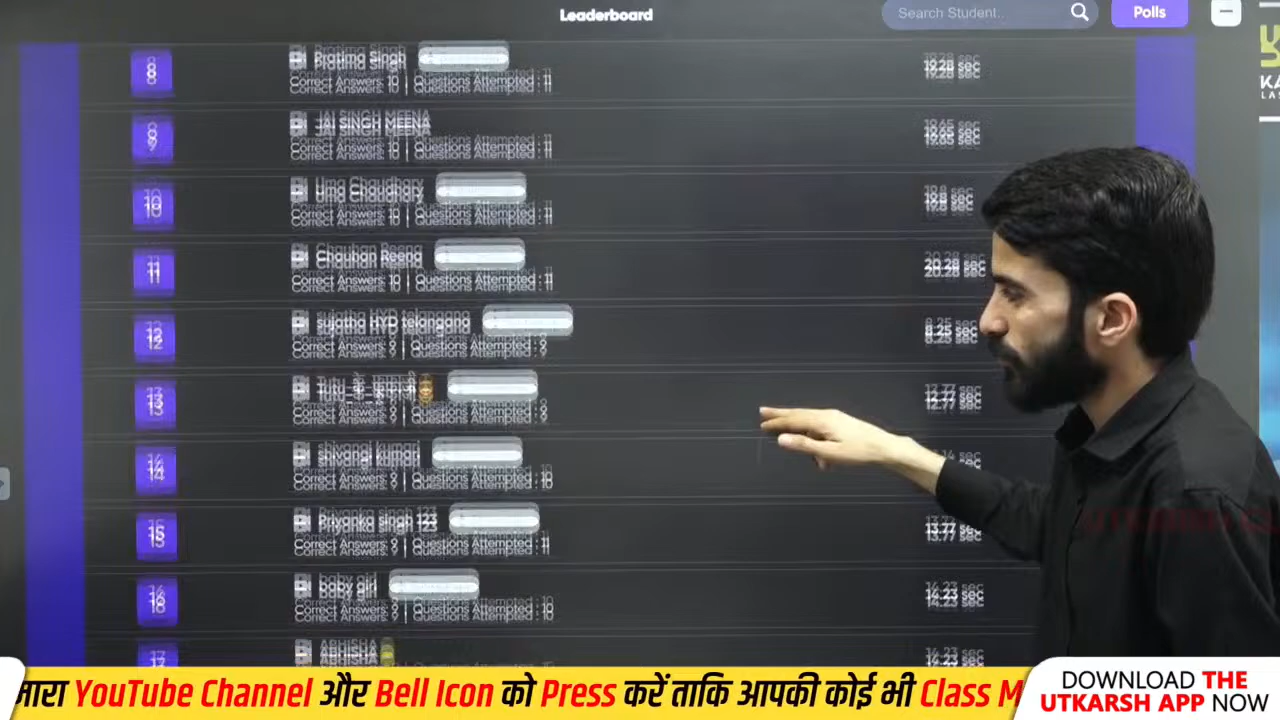 Leaderboard
Search Student..
Polls
8
Pratima Singh
Correct Answers: 10 | Questions Attempted : 11
19.28 sec
9
JAI SINGH MEENA
Correct Answers: 10 | Questions Attempted : 11
19.65 sec
10
Uma Choudhary
Correct Answers: 10 | Questions Attempted : 11
19.8 sec
11
Chauhan Reena
Correct Answers: 10 | Questions Attempted : 11
20.28 sec
12
sujatha HYD telangana
Correct Answers: 9 | Questions Attempted : 9
8.25 sec
13
Correct Answers: 9 | Questions Attempted : 9
12.77 sec
14
shivangi kumari
Correct Answers: 9 | Questions Attempted : 10
sec
15
Priyanka singh 123
Correct Answers: 9 | Questions Attempted : 11
13.77 sec
16
baby girl
Correct Answers: 9 | Questions Attempted : 10
14.23 sec
17
ABHISHA
14.23 sec
मारा YouTube Channel और Bell Icon को Press करें ताकि आपकी कोई भी Class M
DOWNLOAD THE
UTKARSH APP NOW